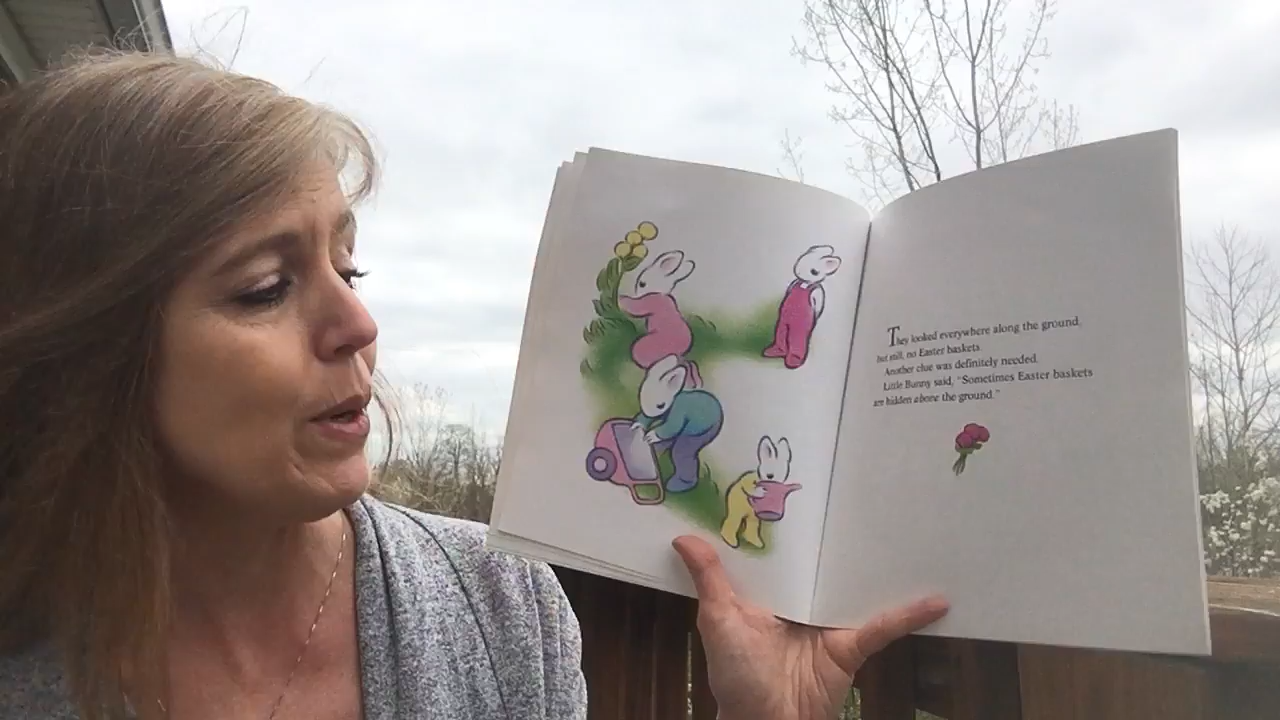 They looked everywhere along the ground,
but still, no Easter baskets.
Another clue was definitely needed.
Little Bunny said, "Sometimes Easter baskets
are hidden above the ground."